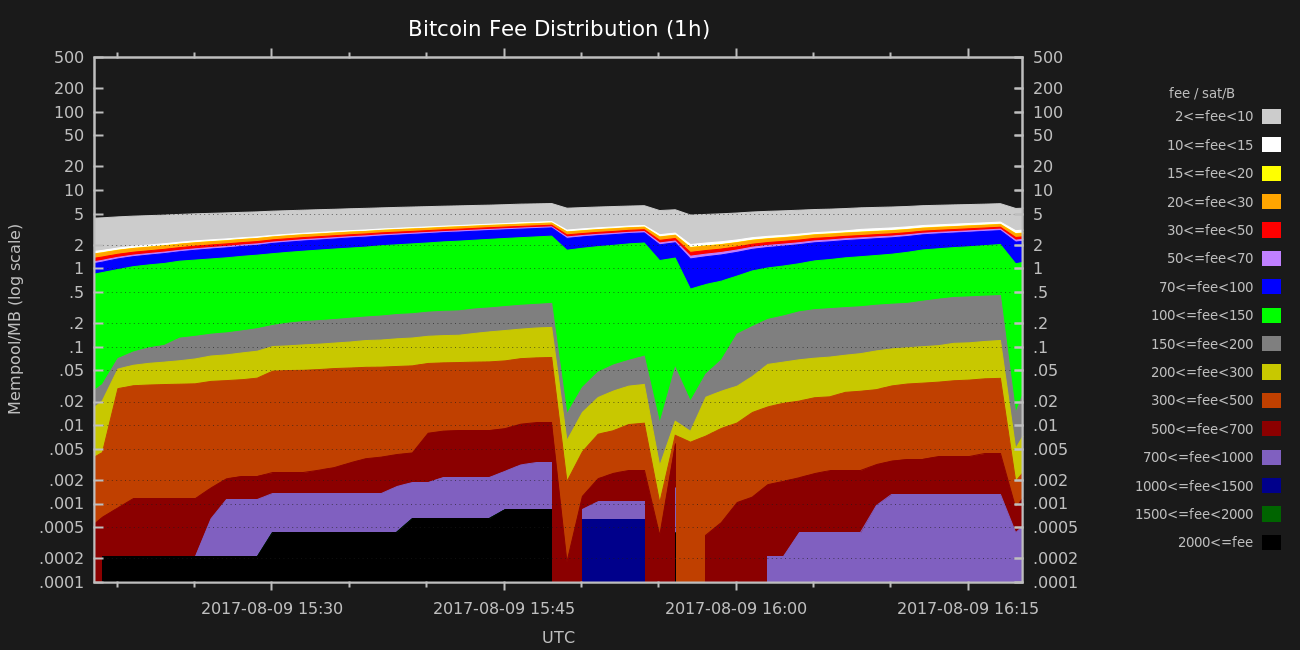 Bitcoin Fee Distribution (1h)
Mempool/MB (log scale)
500
200
100
50
20
10
5
2
1
.5
.2
.1
.05
.02
.01
.005
.002
.001
.0005
.0002
.0001
500
200
100
50
20
10
5
2
1
.5
.2
.1
.05
.02
.01
.005
.002
.001
.0005
.0002
.0001
2017-08-09 15:30
2017-08-09 15:45
2017-08-09 16:00
2017-08-09 16:15
UTC
fee / sat/B
2<=fee<10
10<=fee<15
15<=fee<20
20<=fee<30
30<=fee<50
50<=fee<70
70<=fee<100
100<=fee<150
150<=fee<200
200<=fee<300
300<=fee<500
500<=fee<700
700<=fee<1000
1000<=fee<1500
1500<=fee<2000
2000<=fee